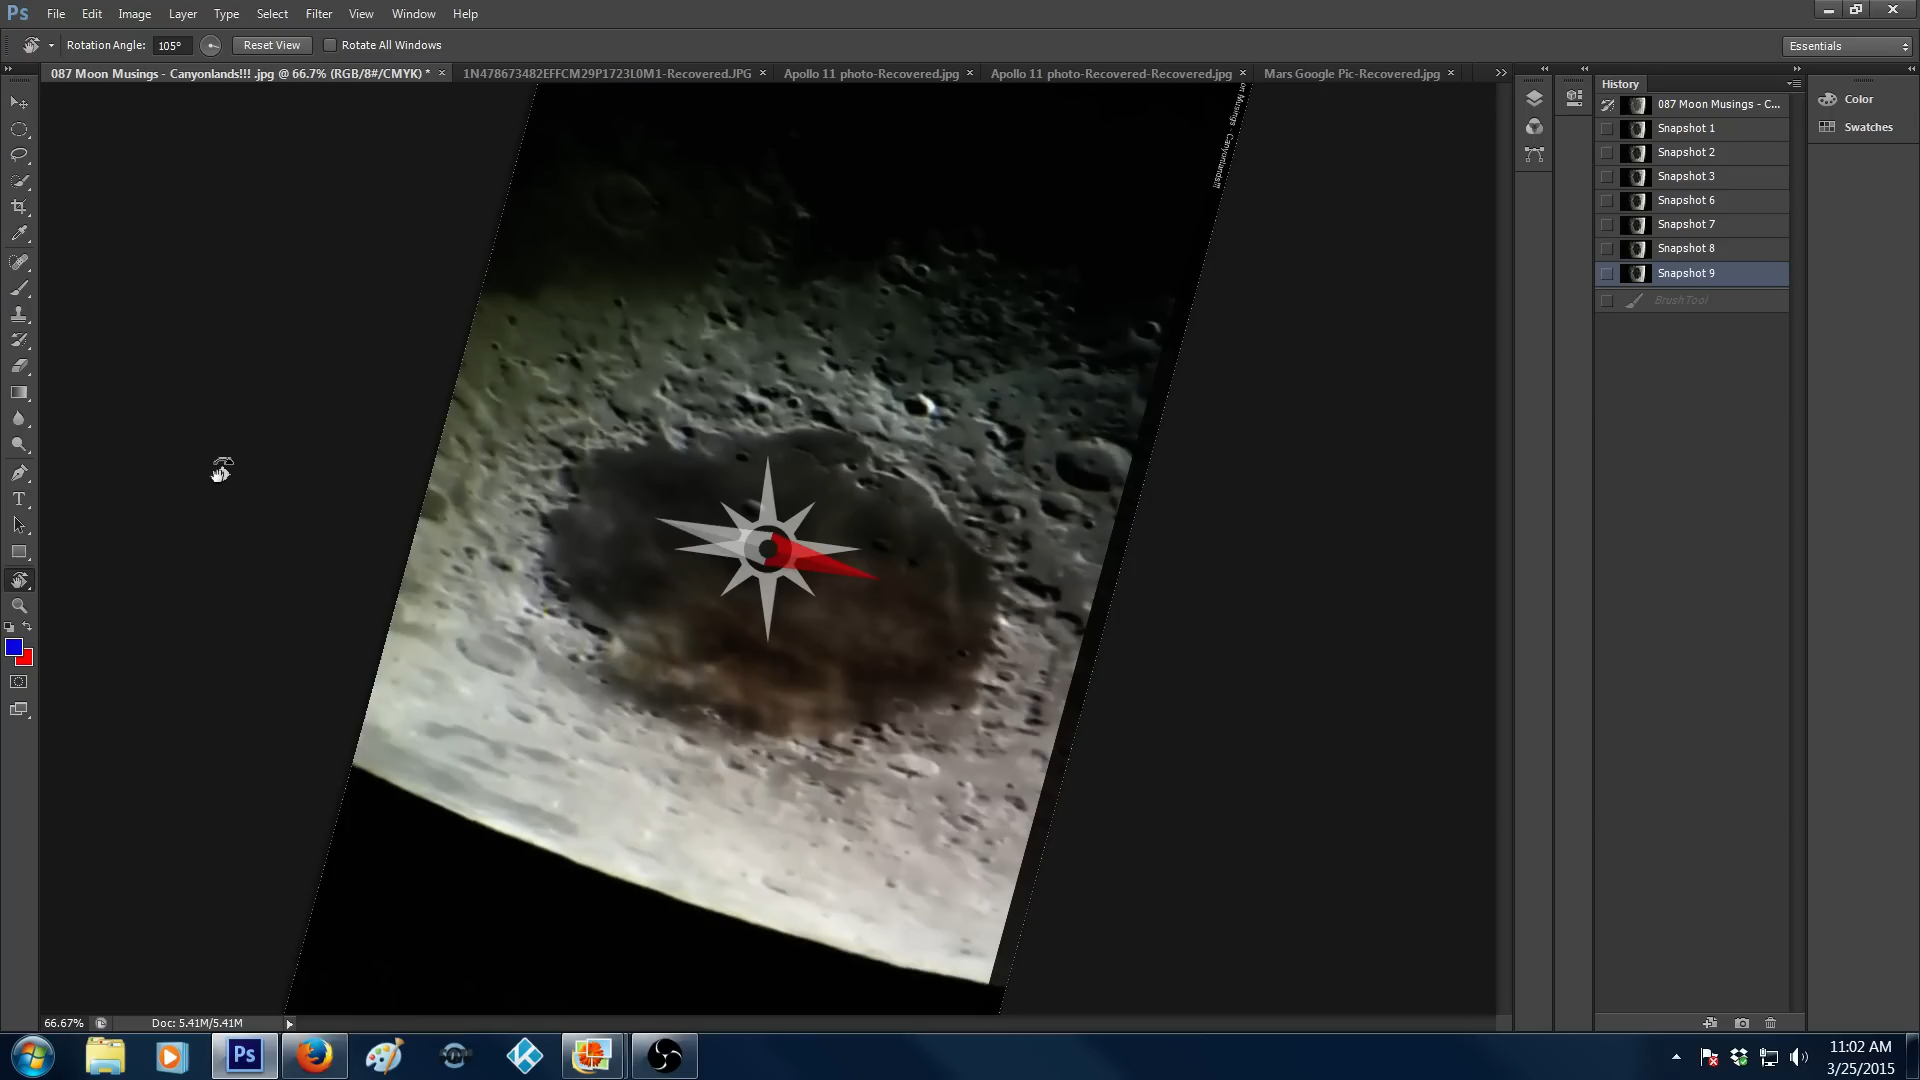 Ps File Edit Image Layer Type Select Filter View Window Help
Rotation Angle: 105° Reset View Rotate All Windows Essentials
087 Moon Musings - Canyonlands!!! .jpg @ 66.7% (RGB/8#/CMYK) * × 1N478673482EFFCM29P1723L0M1-Recovered.JPG × Apollo 11 photo-Recovered.jpg × Apollo 11 photo-Recovered-Recovered.jpg × Mars Google Pic-Recovered.jpg ×
History
087 Moon Musings - C...
Snapshot 1
Snapshot 2
Snapshot 3
Snapshot 6
Snapshot 7
Snapshot 8
Snapshot 9
Brush Tool
Color
Swatches
on Musings - Canyonlands!!!
T
66.67% Doc: 5.41M/5.41M
Ps
11:02 AM
3/25/2015